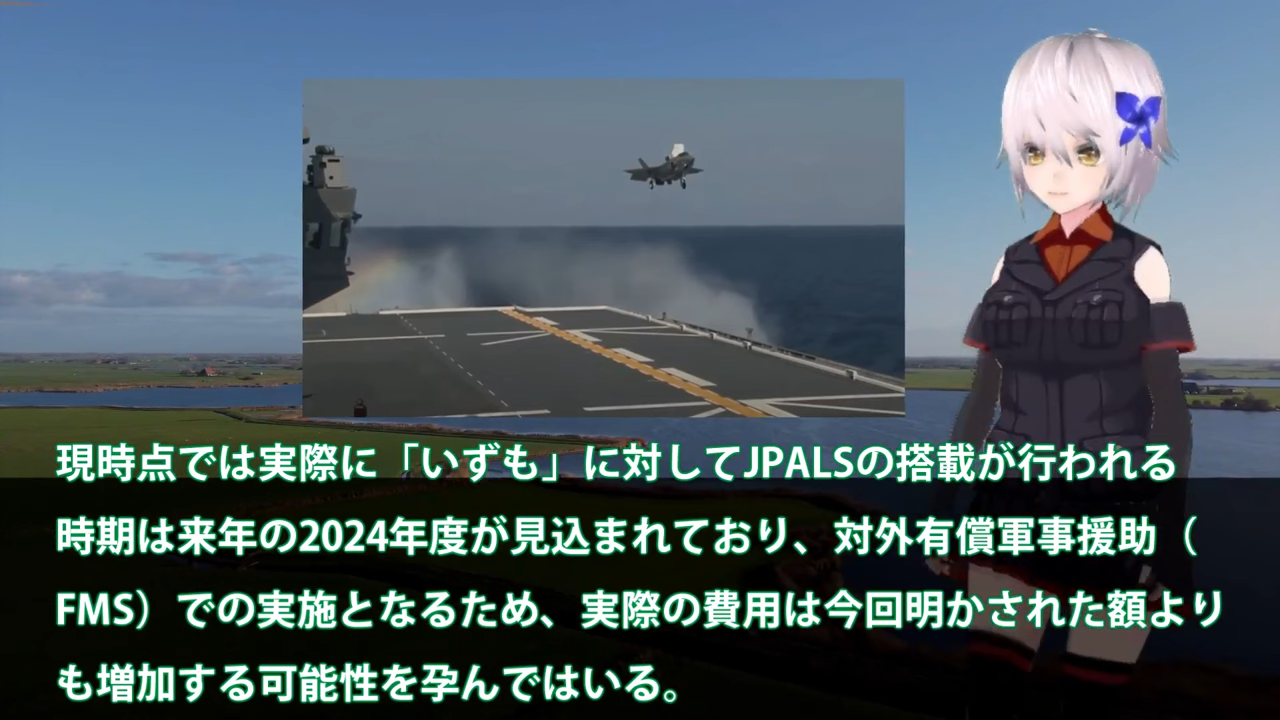 現時点では実際に「いずも」に対してJPALSの搭載が行われる
時期は来年の2024年度が見込まれており、対外有償軍事援助（
FMS）での実施となるため、実際の費用は今回明かされた額より
も増加する可能性を孕んではいる。